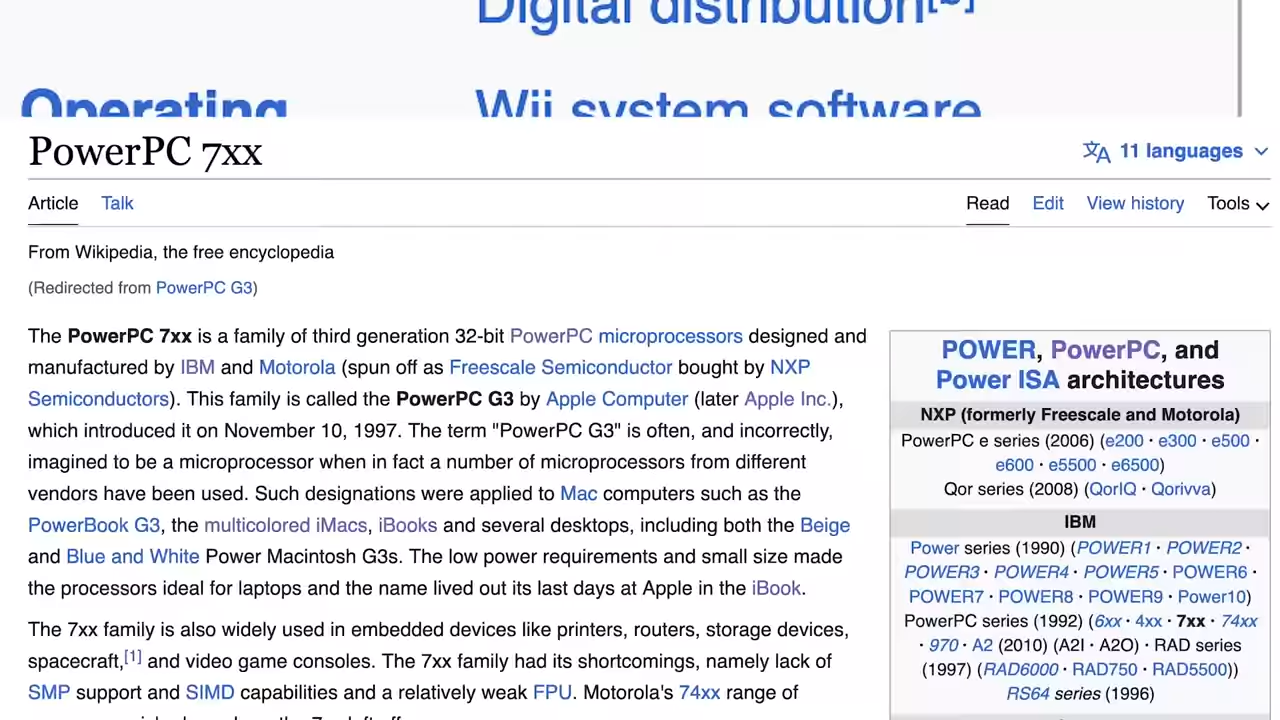 Digital distribution[2]
Operating
Wii system software
PowerPC 7xx
11 languages
Article Talk
Read Edit View history Tools
From Wikipedia, the free encyclopedia
(Redirected from PowerPC G3)
The PowerPC 7xx is a family of third generation 32-bit PowerPC microprocessors designed and
manufactured by IBM and Motorola (spun off as Freescale Semiconductor bought by NXP
Semiconductors). This family is called the PowerPC G3 by Apple Computer (later Apple Inc.),
which introduced it on November 10, 1997. The term "PowerPC G3" is often, and incorrectly,
imagined to be a microprocessor when in fact a number of microprocessors from different
vendors have been used. Such designations were applied to Mac computers such as the
PowerBook G3, the multicolored iMacs, iBooks and several desktops, including both the Beige
and Blue and White Power Macintosh G3s. The low power requirements and small size made
the processors ideal for laptops and the name lived out its last days at Apple in the iBook.
The 7xx family is also widely used in embedded devices like printers, routers, storage devices,
spacecraft,[1] and video game consoles. The 7xx family had its shortcomings, namely lack of
SMP support and SIMD capabilities and a relatively weak FPU. Motorola's 74xx range of
POWER, PowerPC, and
Power ISA architectures
NXP (formerly Freescale and Motorola)
PowerPC e series (2006) (e200 · e300 · e500 ·
e600 · e5500 · e6500)
Qor series (2008) (QorIQ · Qorivva)
IBM
Power series (1990) (POWER1 · POWER2 ·
POWER3 · POWER4 · POWER5 · POWER6 ·
POWER7 · POWER8 · POWER9 · Power10)
PowerPC series (1992) (6xx · 4xx · 7xx · 74xx
· 970 · A2 (2010) (A2I · A2O) · RAD series
(1997) (RAD6000 · RAD750 · RAD5500))
RS64 series (1996)